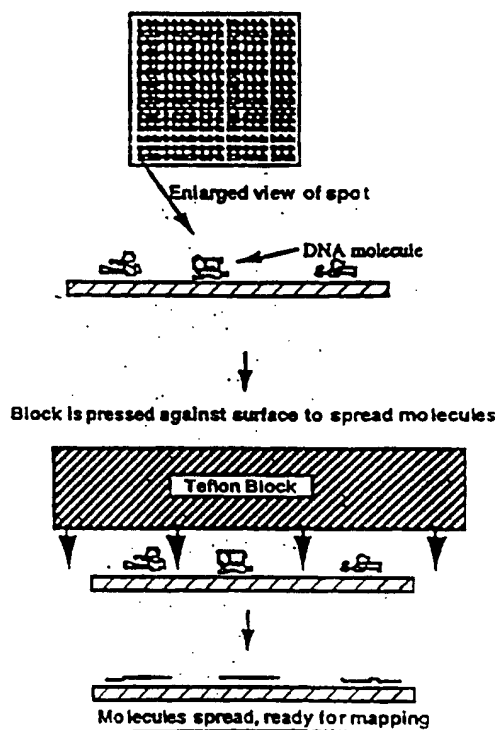 Enlarged view of spot
DNA molecule
Block is pressed against surface to spread molecules
Teflon Block
Molecules spread, ready for mapping